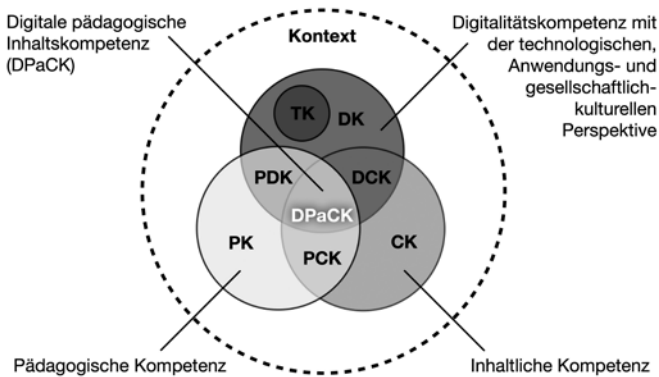 Digitale pädagogische
Inhaltskompetenz
(DPaCK)
Kontext
Digitalitätskompetenz mit
der technologischen,
Anwendungs- und
gesellschaftlich-
kulturellen
Perspektive
TK
DK
PDK
DCK
DPaCK
PK
PCK
CK
Pädagogische Kompetenz
Inhaltliche Kompetenz